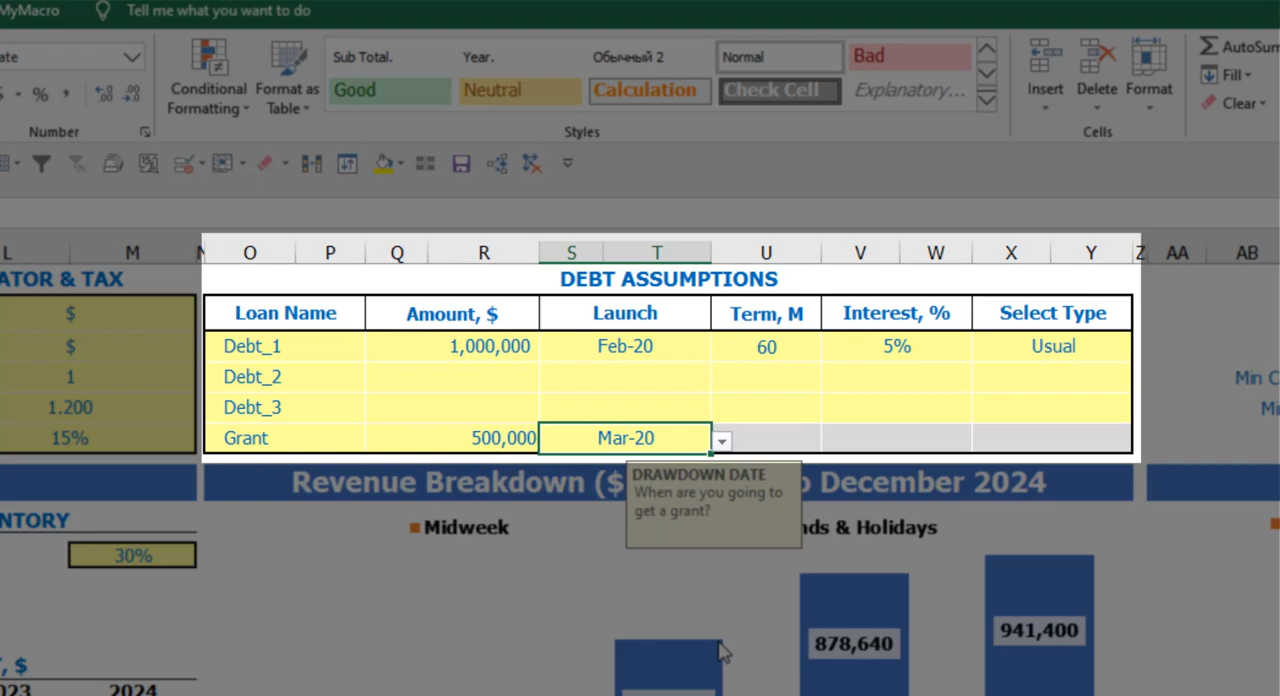 MyMacro Tell me what you want to do
Sub Total. Year. Обычный 2 Normal Bad
Good Neutral Calculation Check Cell Explanatory...
Conditional Formatting
Format as Table
Insert Delete Format
AutoSum
Fill
Clear
Number Styles Cells
L M N O P Q R S T U V W X Y Z AA AB
ATOR & TAX DEBT ASSUMPTIONS
$ Loan Name Amount, $ Launch Term, M Interest, % Select Type
$ Debt_1 1,000,000 Feb-20 60 5% Usual
1 Debt_2 Min C
1.200 Debt_3 Mi
15% Grant 500,000 Mar-20
DRAWDOWN DATE
When are you going to
get a grant?
Revenue Breakdown ($ o December 2024
NTORY Midweek nds & Holidays
30%
941,400
878,640
, $
023 2024